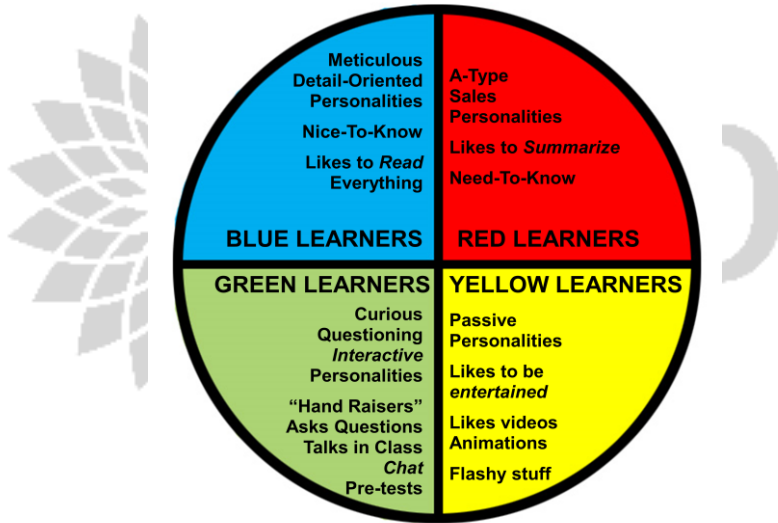 Meticulous
Detail-Oriented
Personalities
Nice-To-Know
Likes to Read
Everything
BLUE LEARNERS
A-Type
Sales
Personalities
Likes to Summarize
Need-To-Know
RED LEARNERS
GREEN LEARNERS
Curious
Questioning
Interactive
Personalities
“Hand Raisers”
Asks Questions
Talks in Class
Chat
Pre-tests
YELLOW LEARNERS
Passive
Personalities
Likes to be
entertained
Likes videos
Animations
Flashy stuff